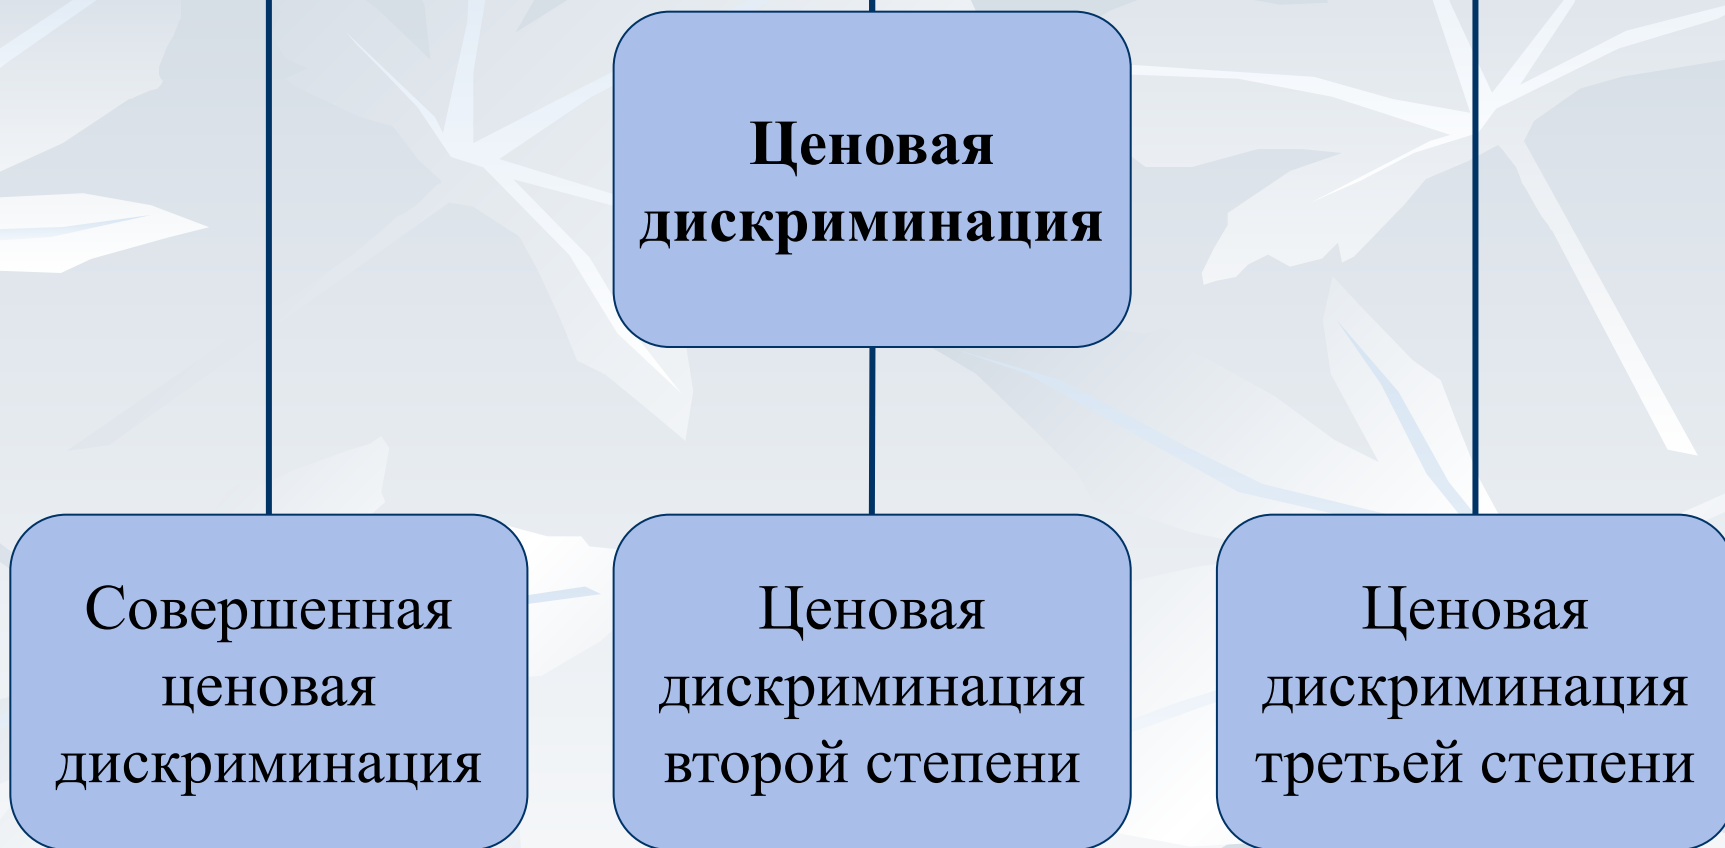 Ценовая
дискриминация
Совершенная
ценовая
дискриминация
Ценовая
дискриминация
второй степени
Ценовая
дискриминация
третьей степени